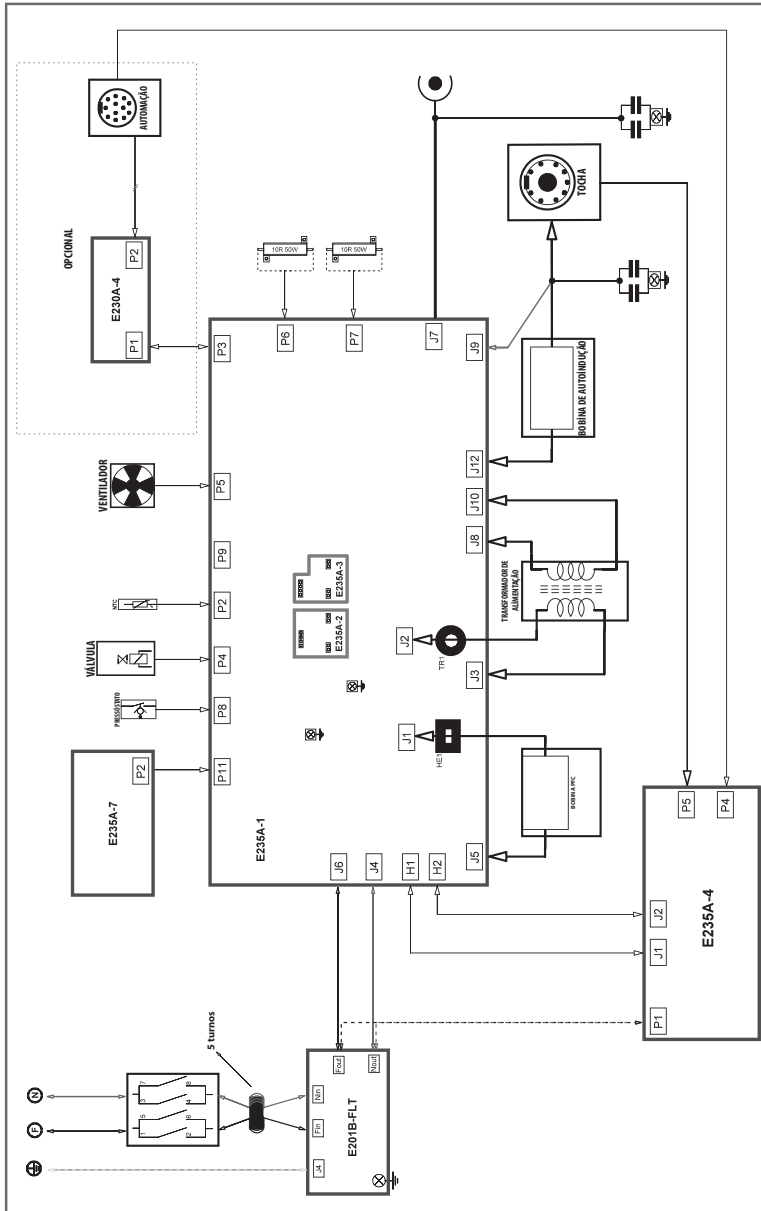 N
F
J4
7
5
3
1
8
6
4
2
5 turnos
Nin
Fin
Fout
Nout
E201B-FLT
E235A-7
P2
PRESSOSTATO
VÁLVULA
NTC
VENTILADOR
OPCIONAL
AUTOMAÇÃO
E230A-4
P1
P2
P11
P8
P4
P2
P9
P5
P3
P6
P7
10R 50W
10R 50W
E235A-1
E235A-2
E235A-3
J6
J4
H1
H2
J5
J1
HE1
J3
J2
TR1
J8
J10
J12
J9
J7
BOBINA PFC
TRANSFORMADOR DE
ALIMENTAÇÃO
BOBÍNA DE AUTOÍNDUÇÃO
TOCHA
P1
J1
J2
P5
P4
E235A-4